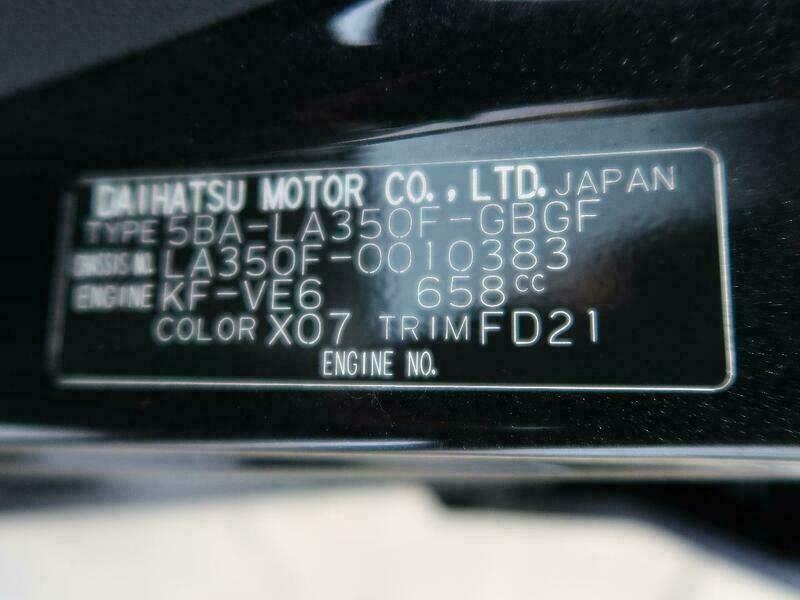 DAIHATSU MOTOR CO., LTD. JAPAN
TYPE 5BA-LA350F-GBGF
CHASSIS NO. LA350F-0010383
ENGINE KF-VE6 658CC
COLOR X07 TRIM FD21
ENGINE NO.